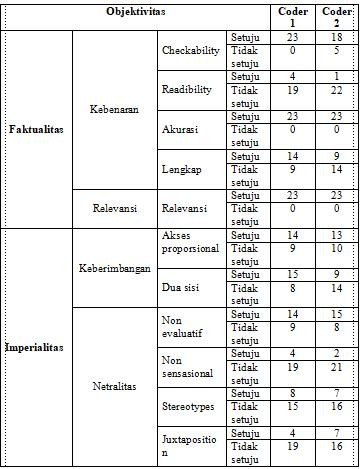 Objektivitas Coder 1 Coder 2
Faktualitas Kebenaran Checkability Setuju 23 18
Tidak setuju 0 5
Readibility Setuju 4 1
Tidak setuju 19 22
Akurasi Setuju 23 23
Tidak setuju 0 0
Lengkap Setuju 14 9
Tidak setuju 9 14
Relevansi Relevansi Setuju 23 23
Tidak setuju 0 0
Imperialitas Keberimbangan Akses proporsional Setuju 14 13
Tidak setuju 9 10
Dua sisi Setuju 15 9
Tidak setuju 8 14
Netralitas Non evaluatif Setuju 14 15
Tidak setuju 9 8
Non sensasional Setuju 4 2
Tidak setuju 19 21
Stereotypes Setuju 8 7
Tidak setuju 15 16
Juxtapositio n Setuju 4 7
Tidak setuju 19 16